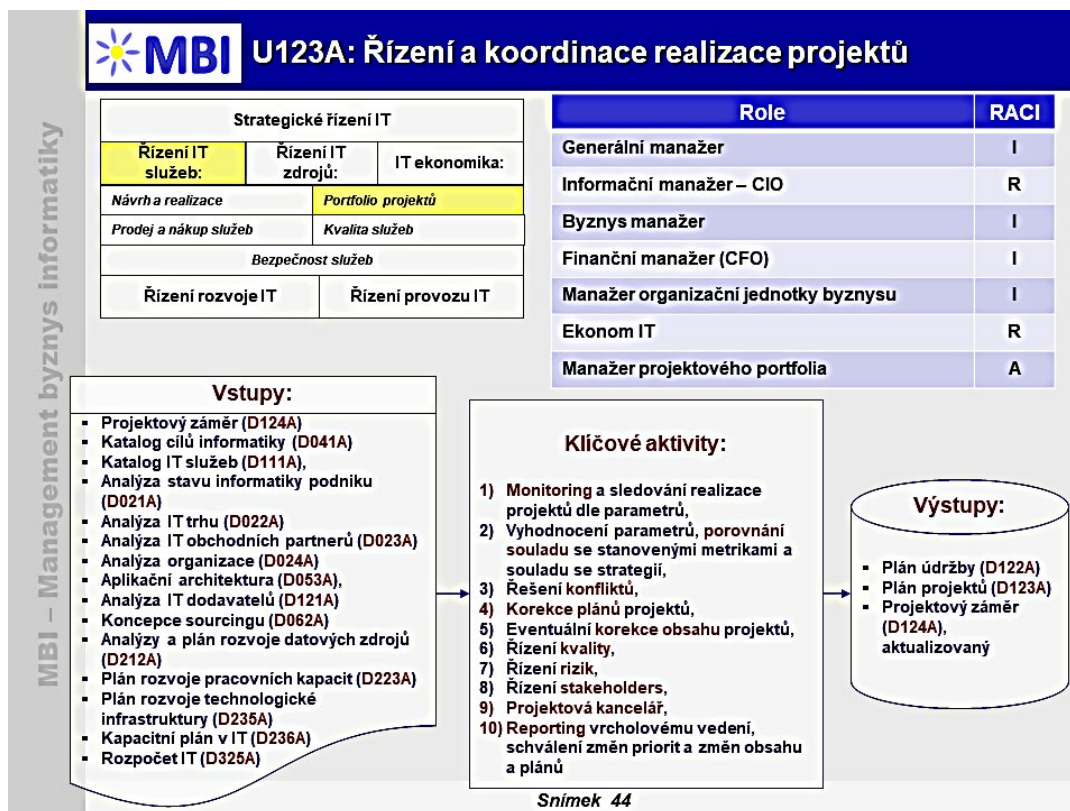 MBI
U123A: Řízení a koordinace realizace projektů
MBI – Management byznys informatiky
Strategické řízení IT
Řízení IT
služeb:
Řízení IT
zdrojů:
IT ekonomika:
Návrh a realizace
Portfolio projektů
Prodej a nákup služeb
Kvalita služeb
Bezpečnost služeb
Řízení rozvoje IT
Řízení provozu IT
Role RACI
Generální manažer I
Informační manažer – CIO R
Byznys manažer I
Finanční manažer (CFO) I
Manažer organizační jednotky byznysu I
Ekonom IT R
Manažer projektového portfolia A
Vstupy:
▪ Projektový záměr (D124A)
▪ Katalog cílů informatiky (D041A)
▪ Katalog IT služeb (D111A),
▪ Analýza stavu informatiky podniku
(D021A)
▪ Analýza IT trhu (D022A)
▪ Analýza IT obchodních partnerů (D023A)
▪ Analýza organizace (D024A)
▪ Aplikační architektura (D053A),
▪ Analýza IT dodavatelů (D121A)
▪ Koncepce sourcingu (D062A)
▪ Analýzy a plán rozvoje datových zdrojů
(D212A)
▪ Plán rozvoje pracovních kapacit (D223A)
▪ Plán rozvoje technologické
infrastruktury (D235A)
▪ Kapacitní plán v IT (D236A)
▪ Rozpočet IT (D325A)
Klíčové aktivity:
1) Monitoring a sledování realizace
projektů dle parametrů,
2) Vyhodnocení parametrů, porovnání
souladu se stanovenými metrikami a
souladu se strategií,
3) Řešení konfliktů,
4) Korekce plánů projektů,
5) Eventuální korekce obsahu projektů,
6) Řízení kvality,
7) Řízení rizik,
8) Řízení stakeholders,
9) Projektová kancelář,
10) Reporting vrcholovému vedení,
schválení změn priorit a změn obsahu
a plánů
Výstupy:
▪ Plán údržby (D122A)
▪ Plán projektů (D123A)
▪ Projektový záměr
(D124A),
aktualizovaný
Snímek 44